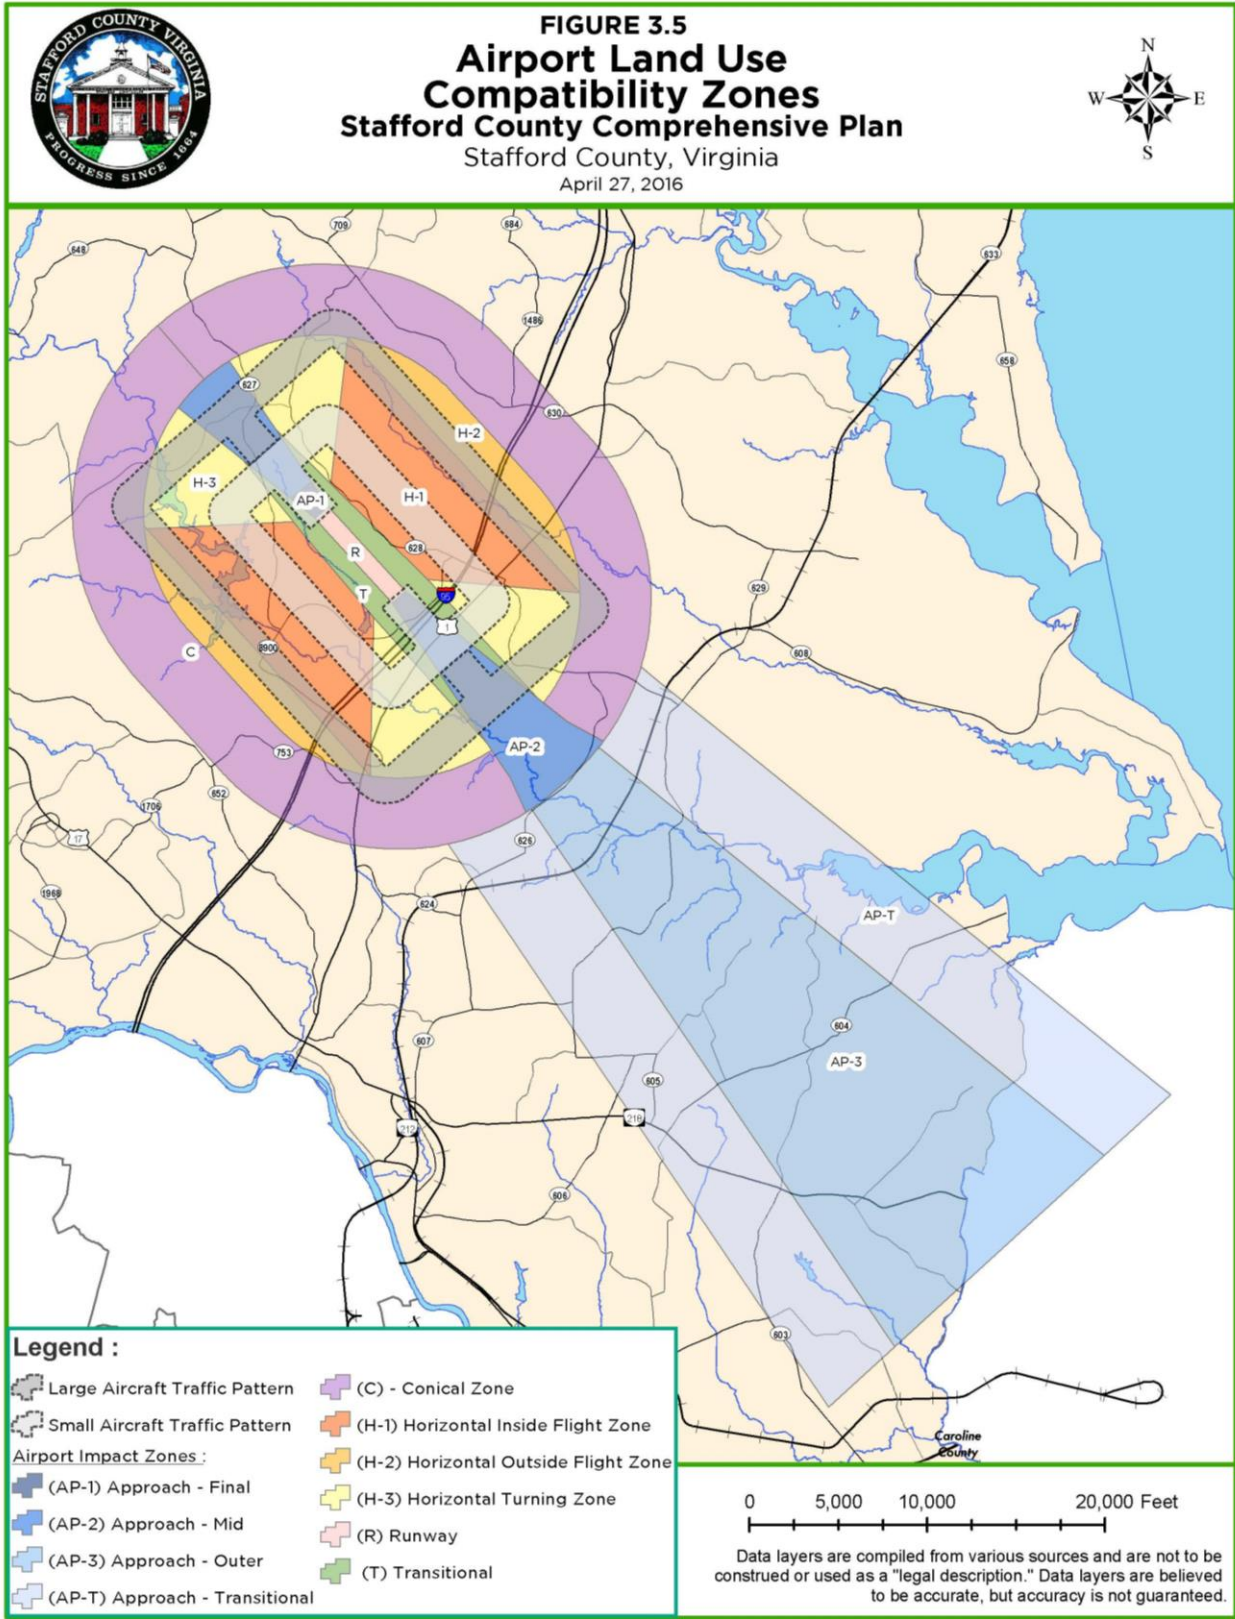 FIGURE 3.5
Airport Land Use
Compatibility Zones
Stafford County Comprehensive Plan
Stafford County, Virginia
April 27, 2016
STAFFORD COUNTY VIRGINIA
PROGRESS SINCE 1664
N
W E
S
709
684
648
633
1486
658
627
630
H-2
H-3
H-1
AP-1
R
628
T
95
1
629
8900
C
608
AP-2
753
652
1706
17
626
1968
624
AP-T
604
607
AP-3
605
218
212
606
603
Caroline
County
Legend :
Large Aircraft Traffic Pattern
Small Aircraft Traffic Pattern
Airport Impact Zones :
(AP-1) Approach - Final
(AP-2) Approach - Mid
(AP-3) Approach - Outer
(AP-T) Approach - Transitional
(C) - Conical Zone
(H-1) Horizontal Inside Flight Zone
(H-2) Horizontal Outside Flight Zone
(H-3) Horizontal Turning Zone
(R) Runway
(T) Transitional
0 5,000 10,000 20,000 Feet
Data layers are compiled from various sources and are not to be
construed or used as a "legal description." Data layers are believed
to be accurate, but accuracy is not guaranteed.